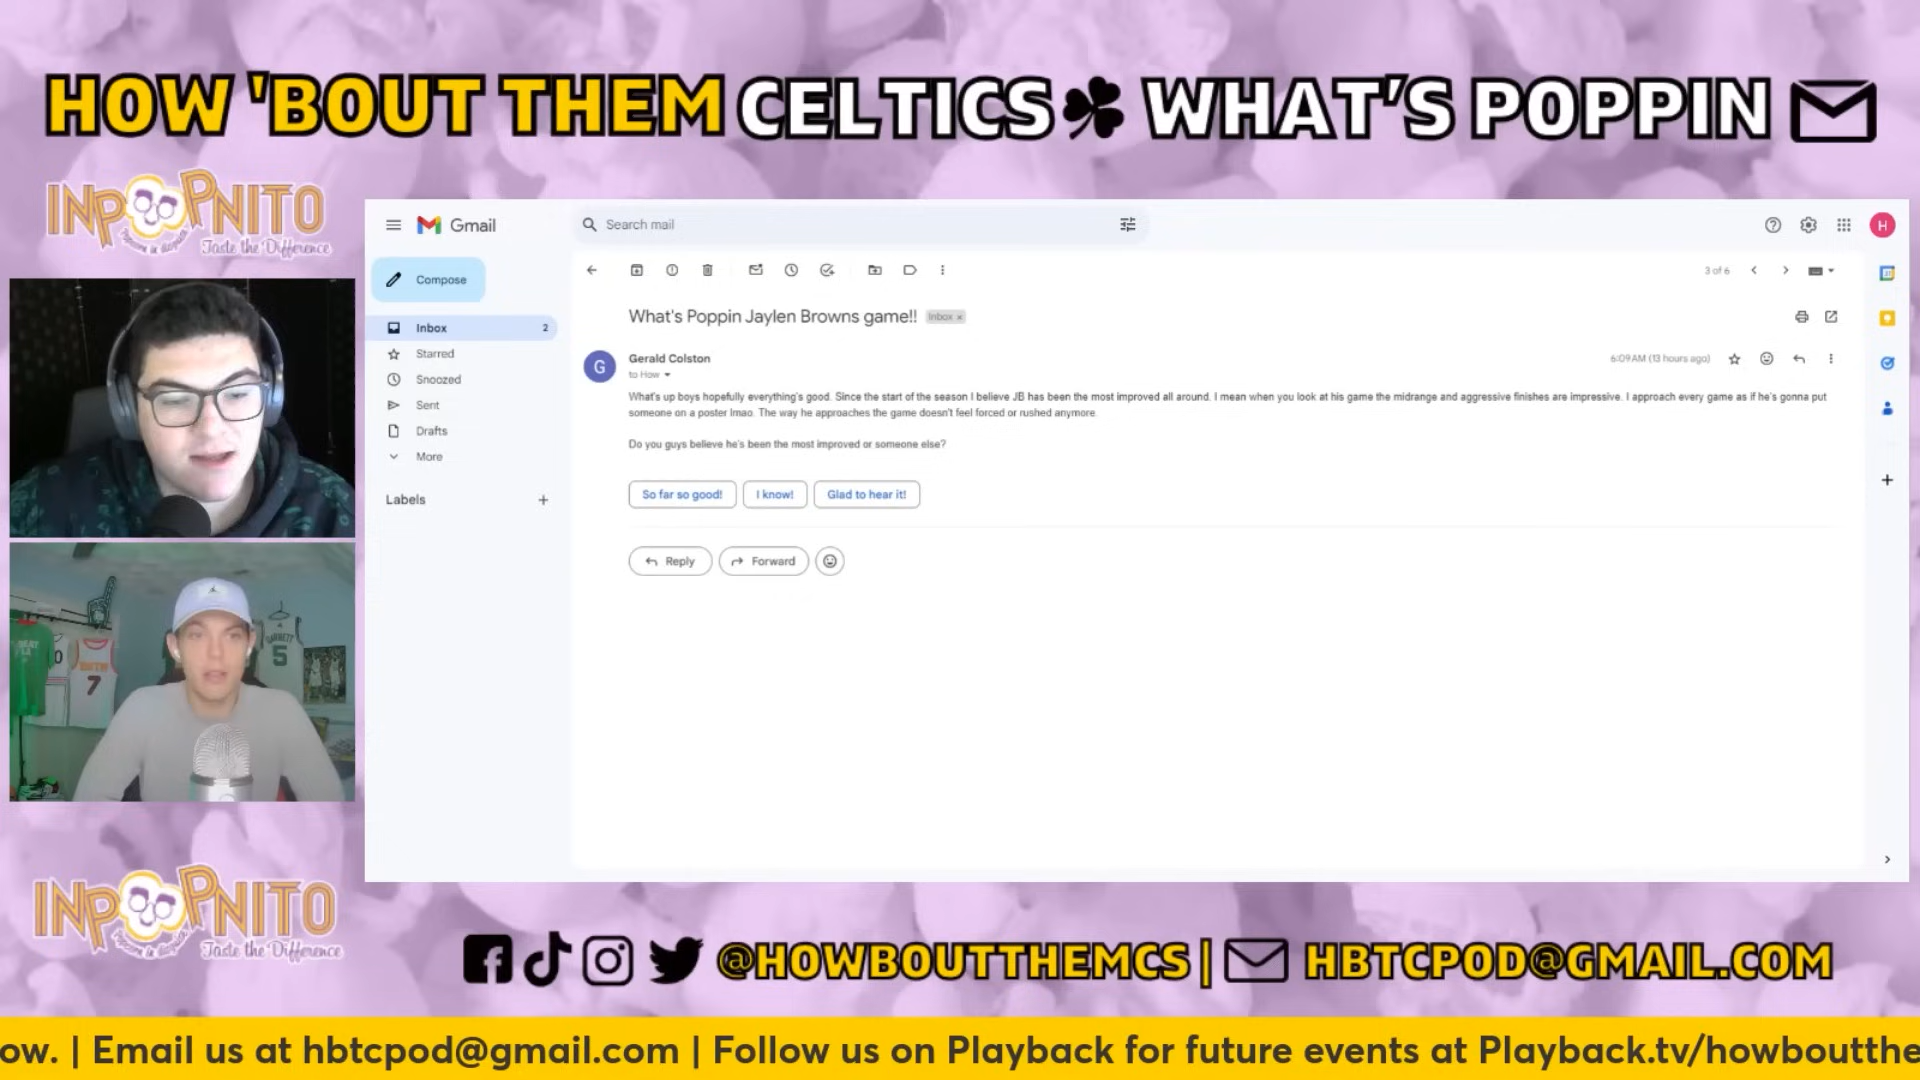 HOW 'BOUT THEM CELTICS WHAT'S POPPIN
INPOPNITO
Taste the Difference
Gmail
Search mail
H
Compose
3 of 6
Inbox 2
What's Poppin Jaylen Browns game!! Inbox x
Starred
Gerald Colston
6:09 AM (13 hours ago)
G
to How
Snoozed
What's up boys hopefully everything's good. Since the start of the season I believe JB has been the most improved all around. I mean when you look at his game the midrange and aggressive finishes are impressive. I approach every game as if he's gonna put
someone on a poster lmao. The way he approaches the game doesn't feel forced or rushed anymore.
Sent
Drafts
Do you guys believe he's been the most improved or someone else?
More
Labels
So far so good! I know! Glad to hear it!
Reply Forward
GARNETT
5
0
7
INPOPNITO
Taste the Difference
@HOWBOUTTHEMCS | HBTCPOD@GMAIL.COM
ow. | Email us at hbtcpod@gmail.com | Follow us on Playback for future events at Playback.tv/howboutthe